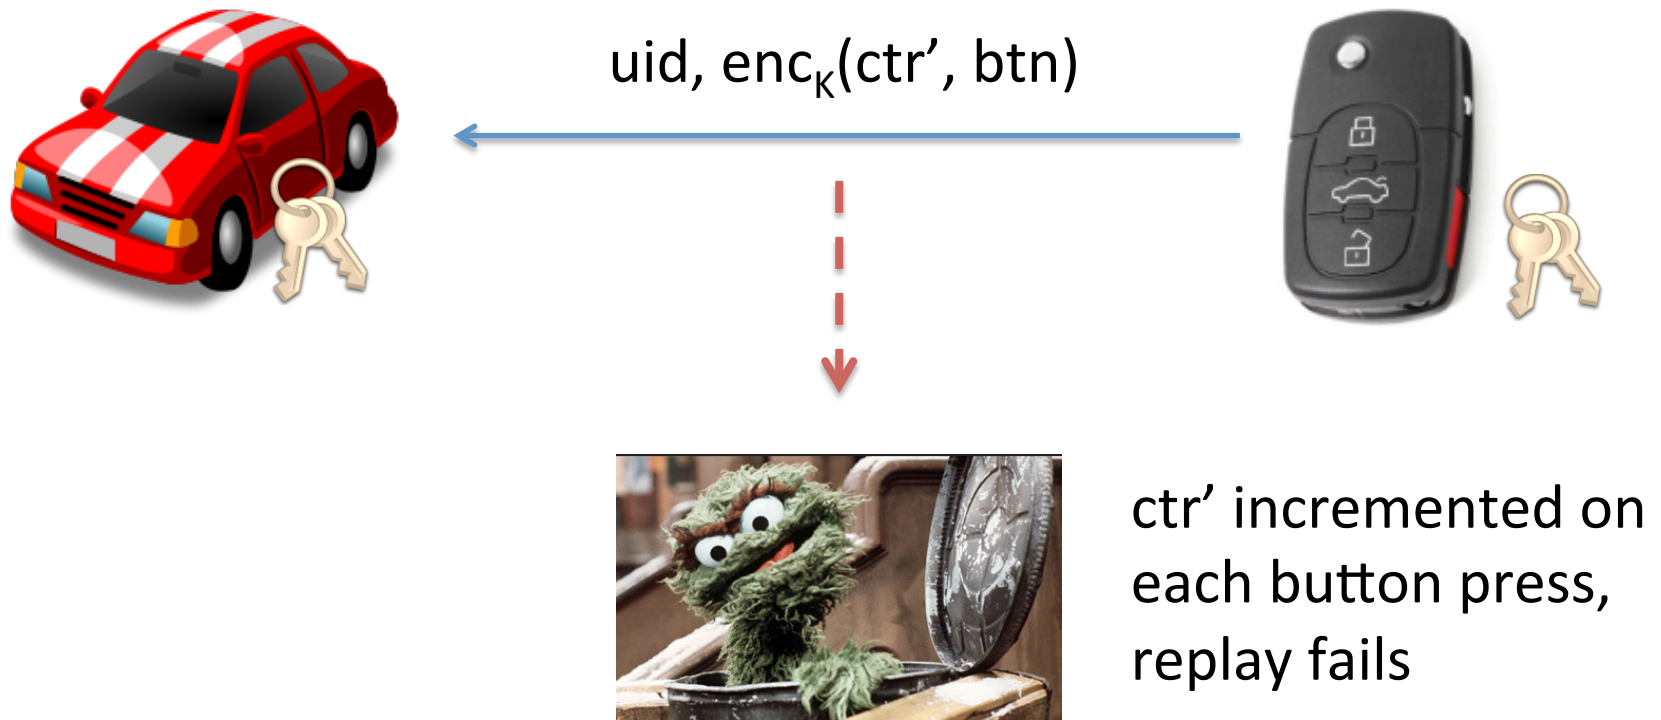 uid, encK(ctr’, btn)
ctr’ incremented on
each button press,
replay fails